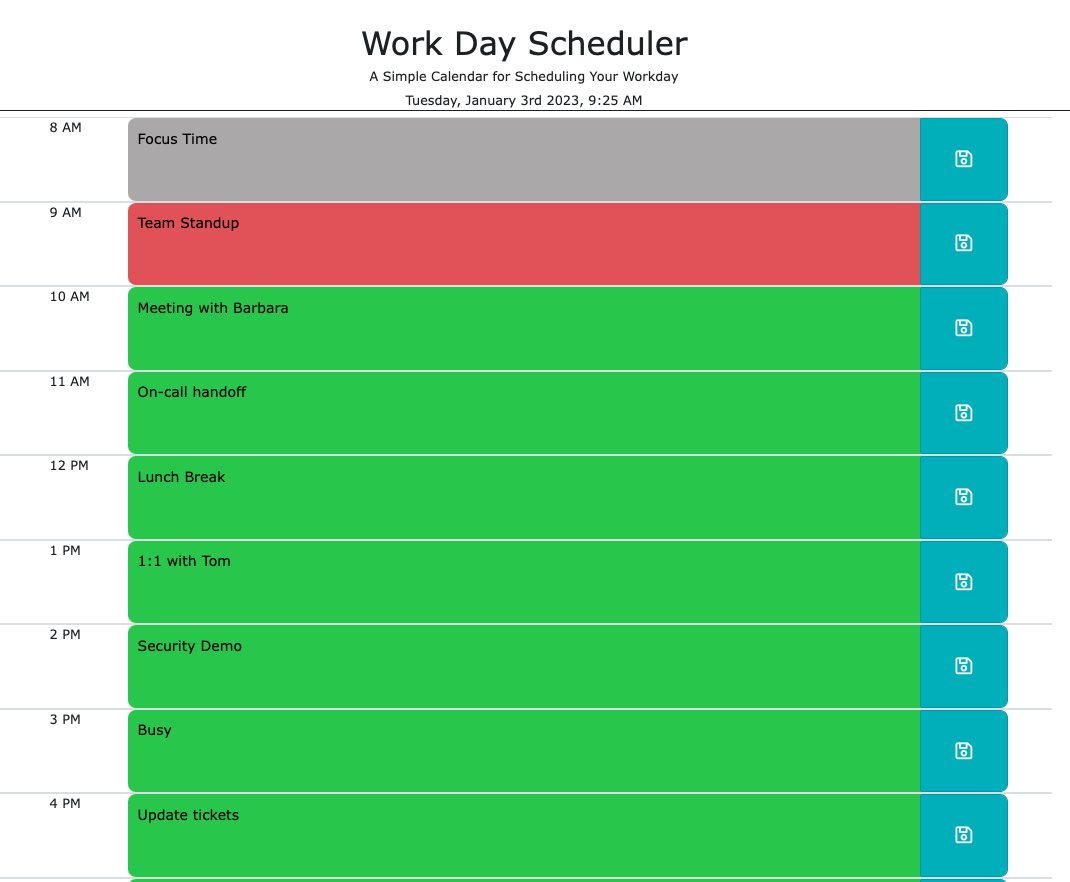 Work Day Scheduler
A Simple Calendar for Scheduling Your Workday
Tuesday, January 3rd 2023, 9:25 AM
8 AM
Focus Time
9 AM
Team Standup
10 AM
Meeting with Barbara
11 AM
On-call handoff
12 PM
Lunch Break
1 PM
1:1 with Tom
2 PM
Security Demo
3 PM
Busy
4 PM
Update tickets